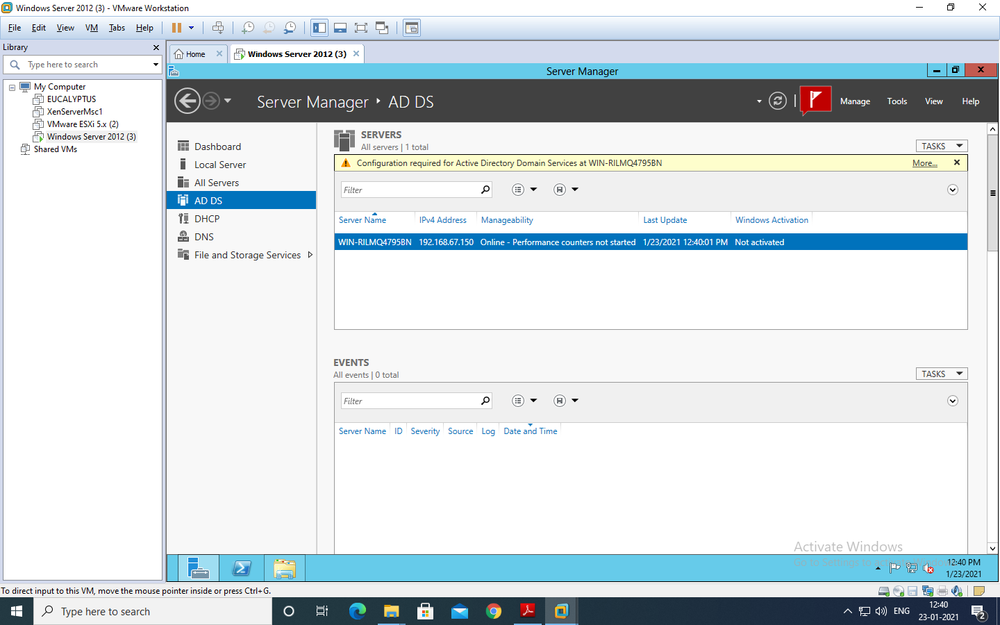 Windows Server 2012 (3) - VMware Workstation
File Edit View VM Tabs Help
Library
Type here to search
My Computer
EUCALYPTUS
XenServerMsc1
VMware ESXi 5.x (2)
Windows Server 2012 (3)
Shared VMs
Home
Windows Server 2012 (3)
Server Manager
Server Manager AD DS
Manage Tools View Help
Dashboard
Local Server
All Servers
AD DS
DHCP
DNS
File and Storage Services
SERVERS
All servers | 1 total
TASKS
Configuration required for Active Directory Domain Services at WIN-RILMQ4795BN
More...
Filter
Server Name IPv4 Address Manageability Last Update Windows Activation
WIN-RILMQ4795BN 192.168.67.150 Online - Performance counters not started 1/23/2021 12:40:01 PM Not activated
EVENTS
All events | 0 total
TASKS
Filter
Server Name ID Severity Source Log Date and Time
Activate Windows
Go to Settings to
12:40 PM
1/23/2021
To direct input to this VM, move the mouse pointer inside or press Ctrl+G.
Type here to search
ENG
12:40
23-01-2021
2